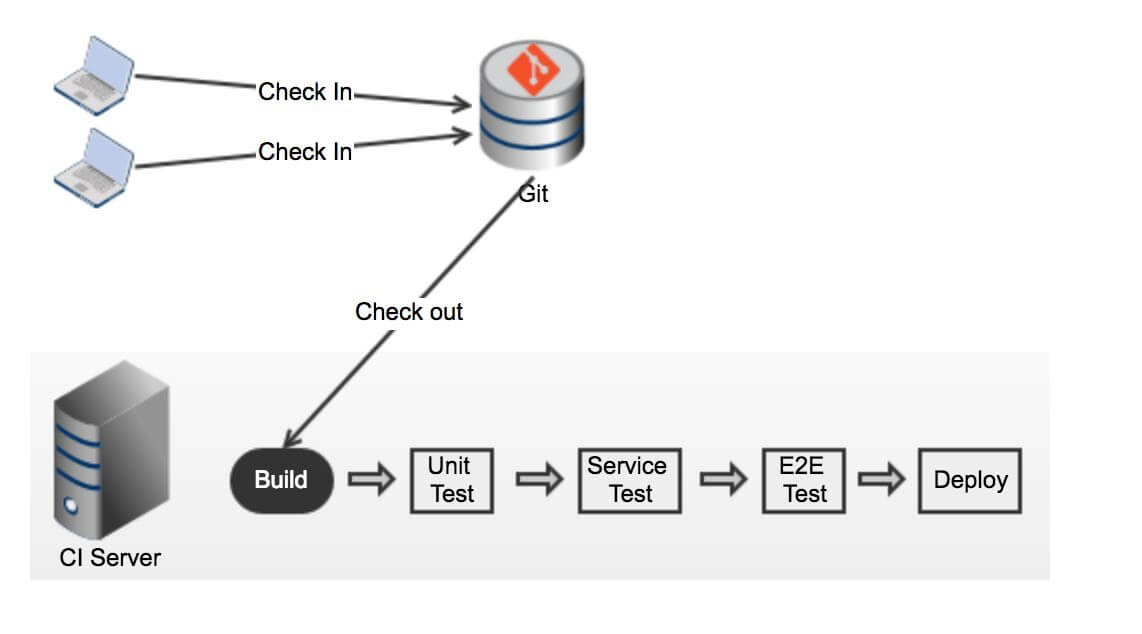 Check In
Check In
Git
Check out
Build
Unit
Test
Service
Test
E2E
Test
Deploy
CI Server